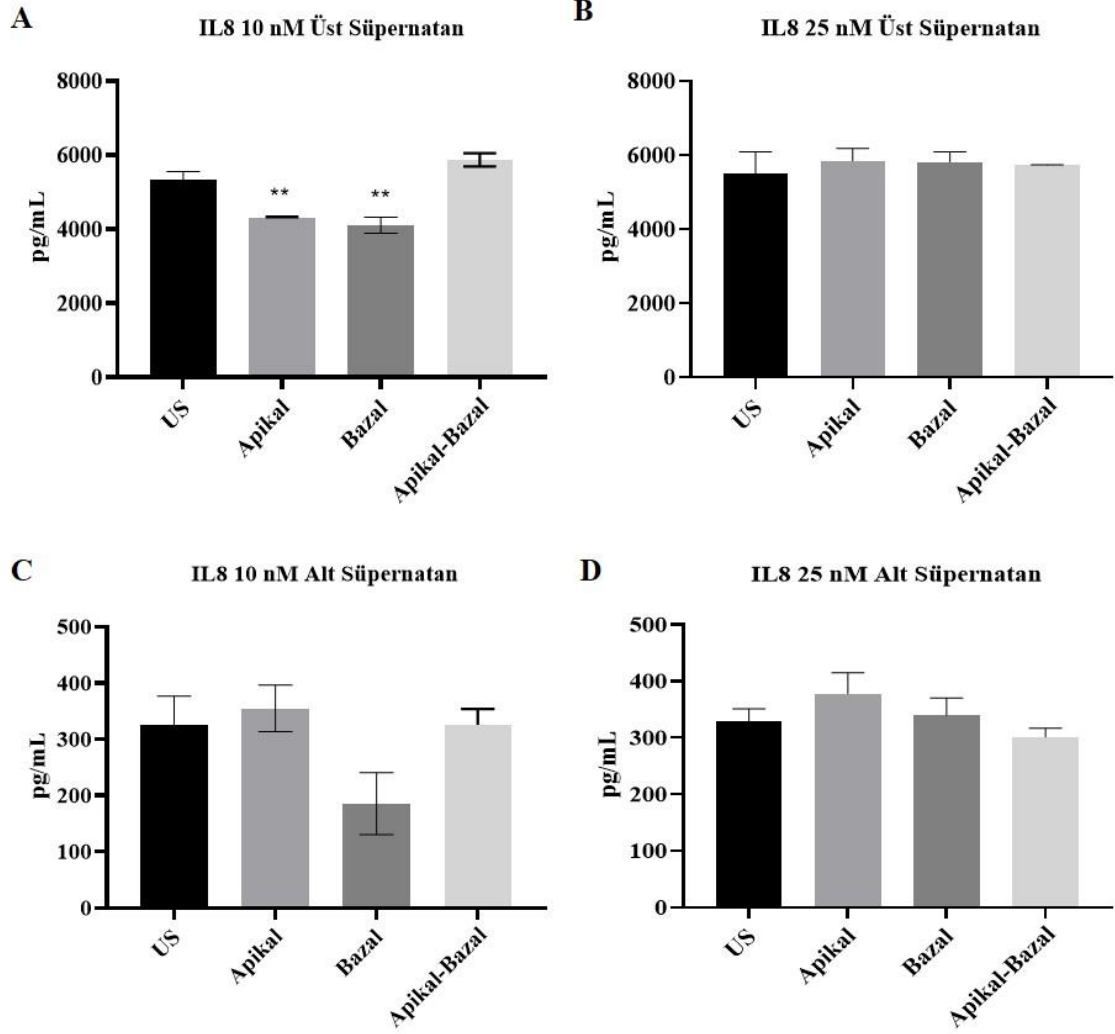 A
IL8 10 nM Üst Süpernatan
8000
6000
4000
2000
0
pg/mL
**
**
US
Apikal
Bazal
Apikal-Bazal
B
IL8 25 nM Üst Süpernatan
8000
6000
4000
2000
0
pg/mL
US
Apikal
Bazal
Apikal-Bazal
C
IL8 10 nM Alt Süpernatan
500
400
300
200
100
0
pg/mL
US
Apikal
Bazal
Apikal-Bazal
D
IL8 25 nM Alt Süpernatan
500
400
300
200
100
0
pg/mL
US
Apikal
Bazal
Apikal-Bazal